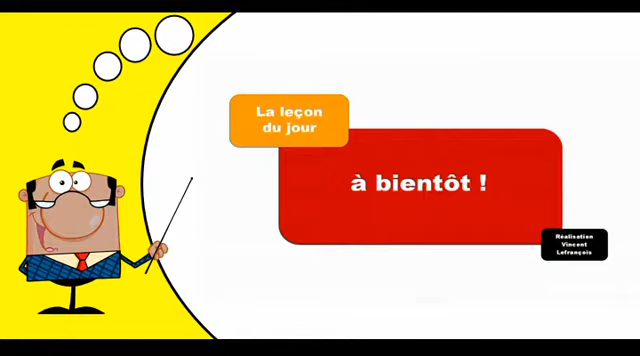 La leçon
du jour
à bientôt !
Réalisation
Vincent
Lefrançois